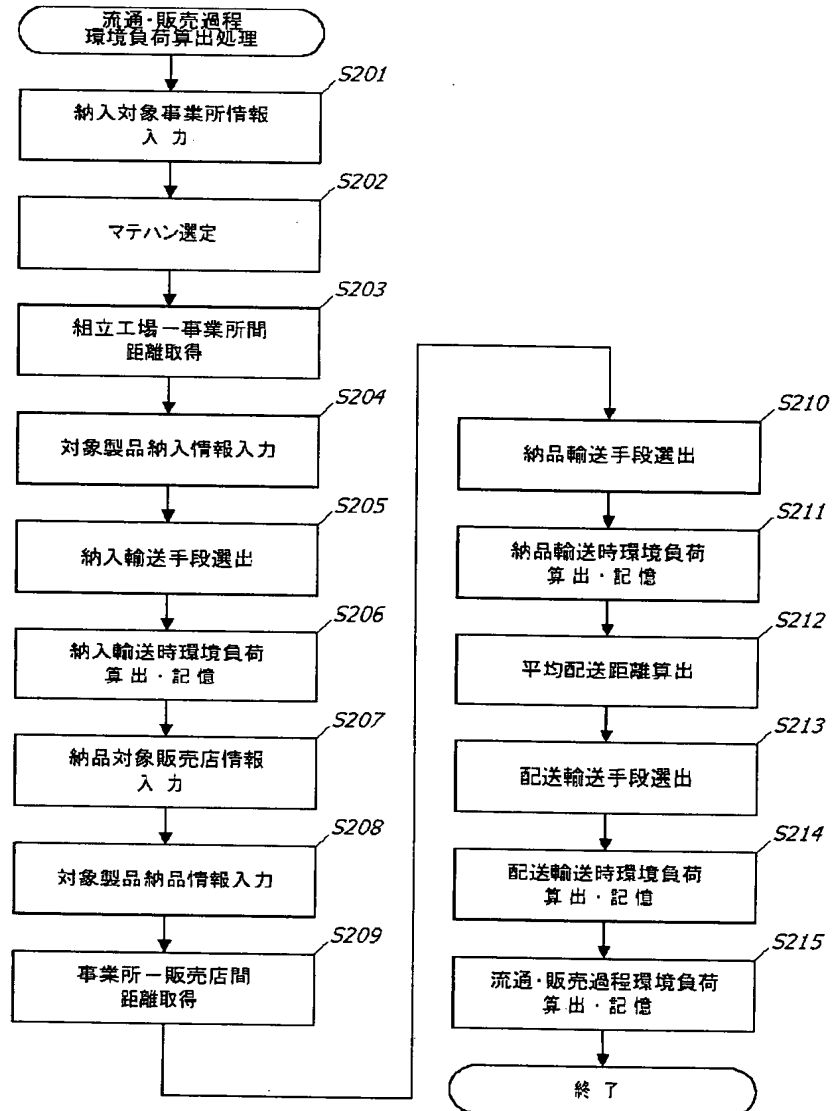 流通・販売過程
環境負荷算出処理
S201
納入対象事業所情報
入力
S202
マテハン選定
S203
組立工場－事業所間
距離取得
S204
対象製品納入情報入力
S205
納入輸送手段選出
S206
納入輸送時環境負荷
算出・記憶
S207
納品対象販売店情報
入力
S208
対象製品納品情報入力
S209
事業所－販売店間
距離取得
S210
納品輸送手段選出
S211
納品輸送時環境負荷
算出・記憶
S212
平均配送距離算出
S213
配送輸送手段選出
S214
配送輸送時環境負荷
算出・記憶
S215
流通・販売過程環境負荷
算出・記憶
終了